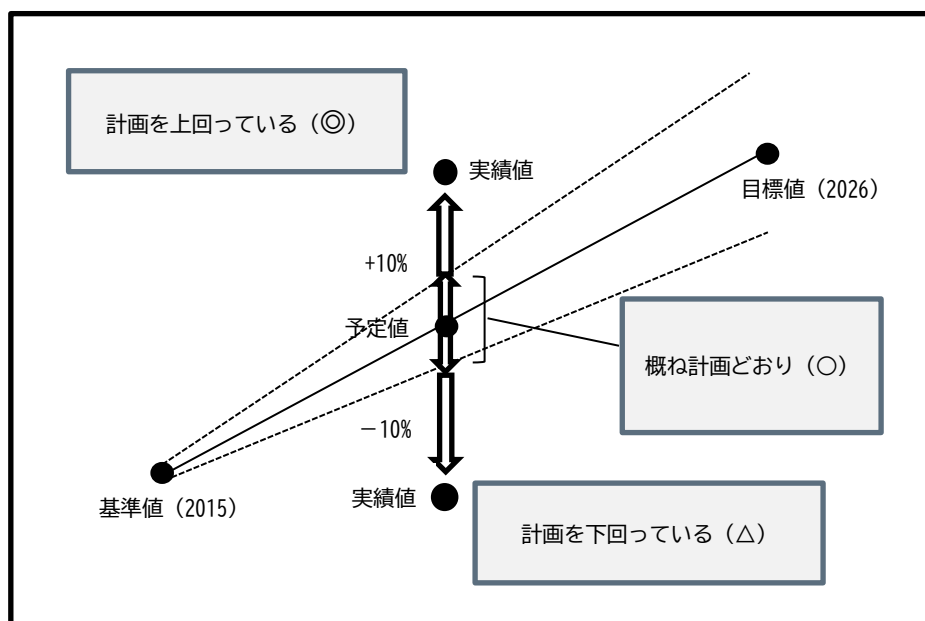 計画を上回っている（◎）
実績値
目標値（2026）
+10%
予定値
概ね計画どおり（○）
－10%
基準値（2015）
実績値
計画を下回っている（△）